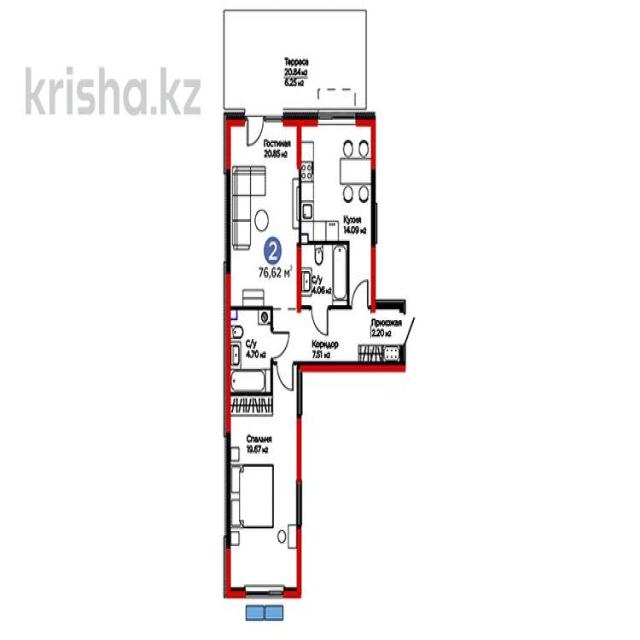 krisha.kz
Терраса
20.84 м2
6.25 м2
Гостиная
20.85 м2
Кухня
14.09 м2
2
76,62 м²
С/у
4.06 м2
Прихожая
2.20 м2
Коридор
7.51 м2
С/у
4.70 м2
Спальня
19.67 м2